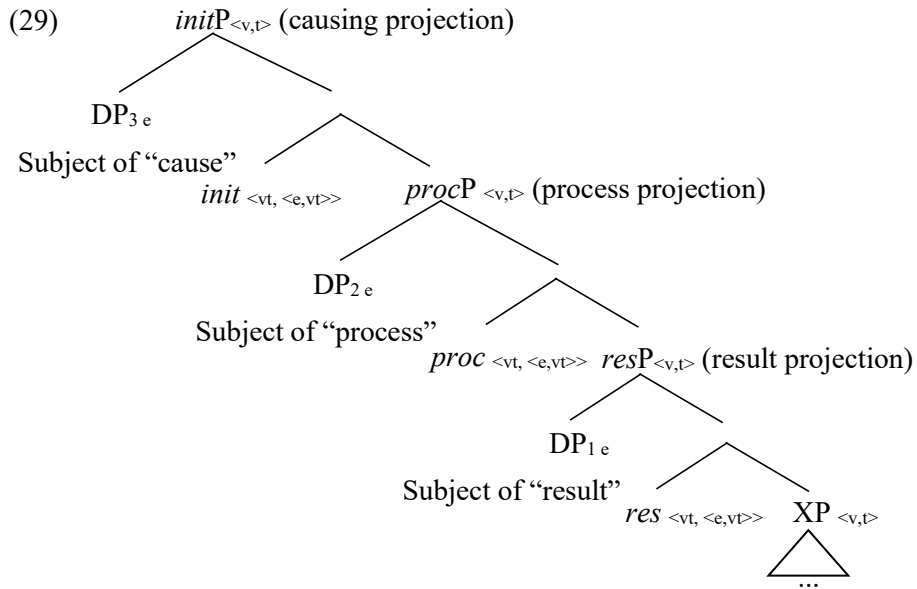 (29) initP<v,t> (causing projection)
DP3 e
Subject of “cause”
init <vt, <e,vt>> procP <v,t> (process projection)
DP2 e
Subject of “process”
proc <vt, <e,vt>> resP<v,t> (result projection)
DP1 e
Subject of “result”
res <vt, <e,vt>> XP <v,t>
...